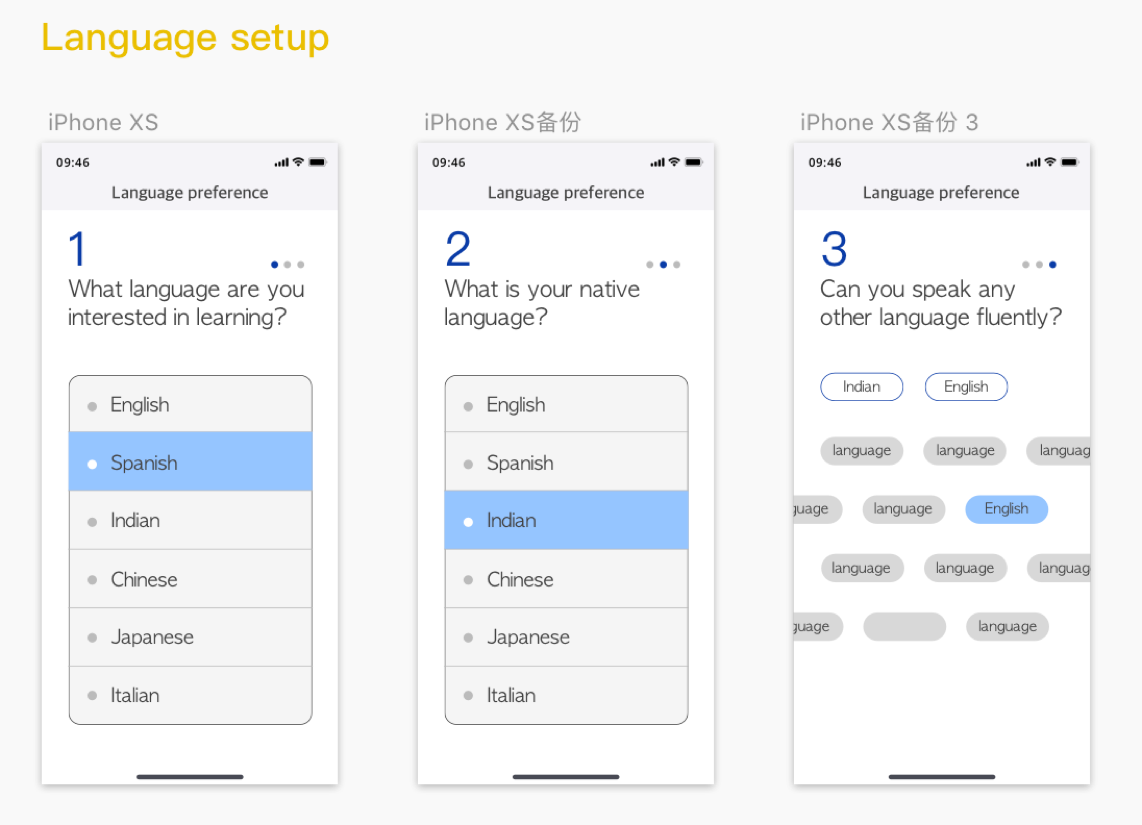 Language setup
iPhone XS
09:46
Language preference
1
What language are you
interested in learning?
English
Spanish
Indian
Chinese
Japanese
Italian
iPhone XS备份
09:46
Language preference
2
What is your native
language?
English
Spanish
Indian
Chinese
Japanese
Italian
iPhone XS备份 3
09:46
Language preference
3
Can you speak any
other language fluently?
Indian English
language language languag
guage language English
language language languag
guage language